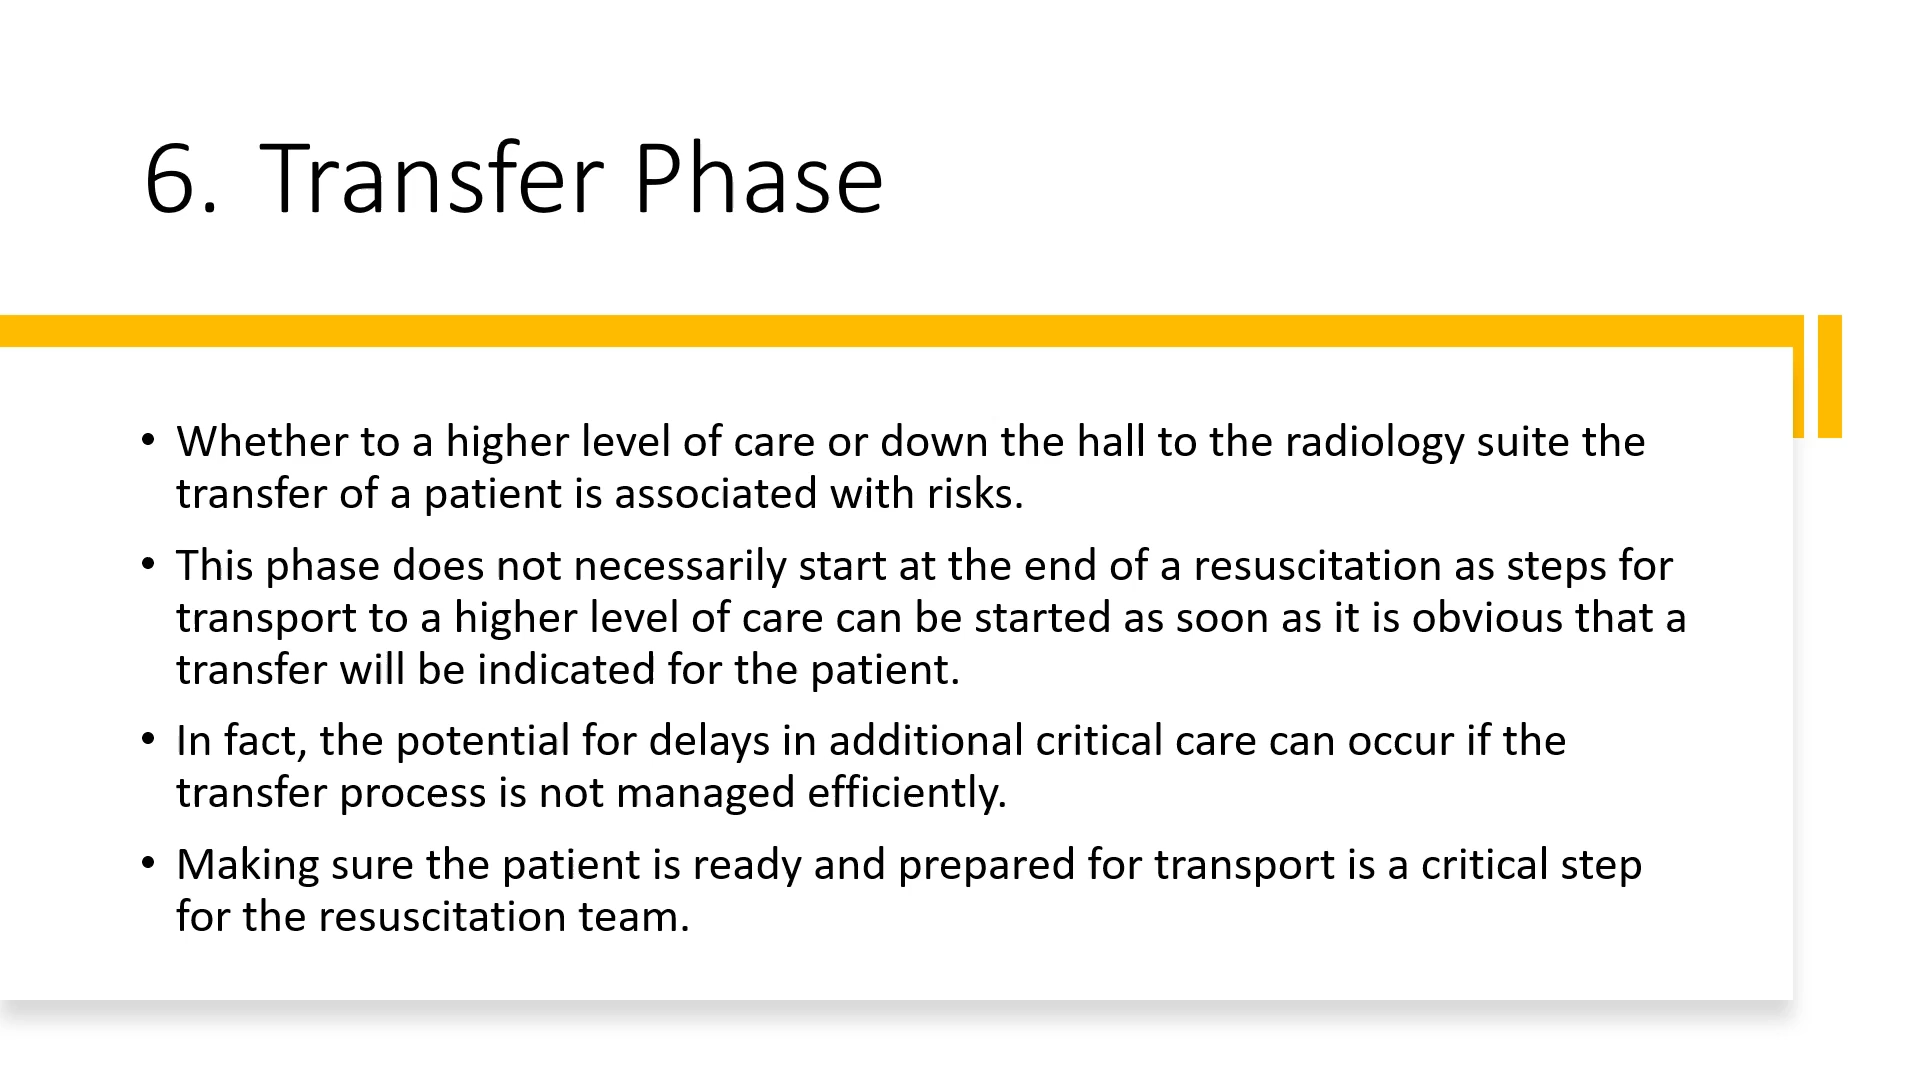 6. Transfer Phase
• Whether to a higher level of care or down the hall to the radiology suite the
transfer of a patient is associated with risks.
• This phase does not necessarily start at the end of a resuscitation as steps for
transport to a higher level of care can be started as soon as it is obvious that a
transfer will be indicated for the patient.
• In fact, the potential for delays in additional critical care can occur if the
transfer process is not managed efficiently.
• Making sure the patient is ready and prepared for transport is a critical step
for the resuscitation team.